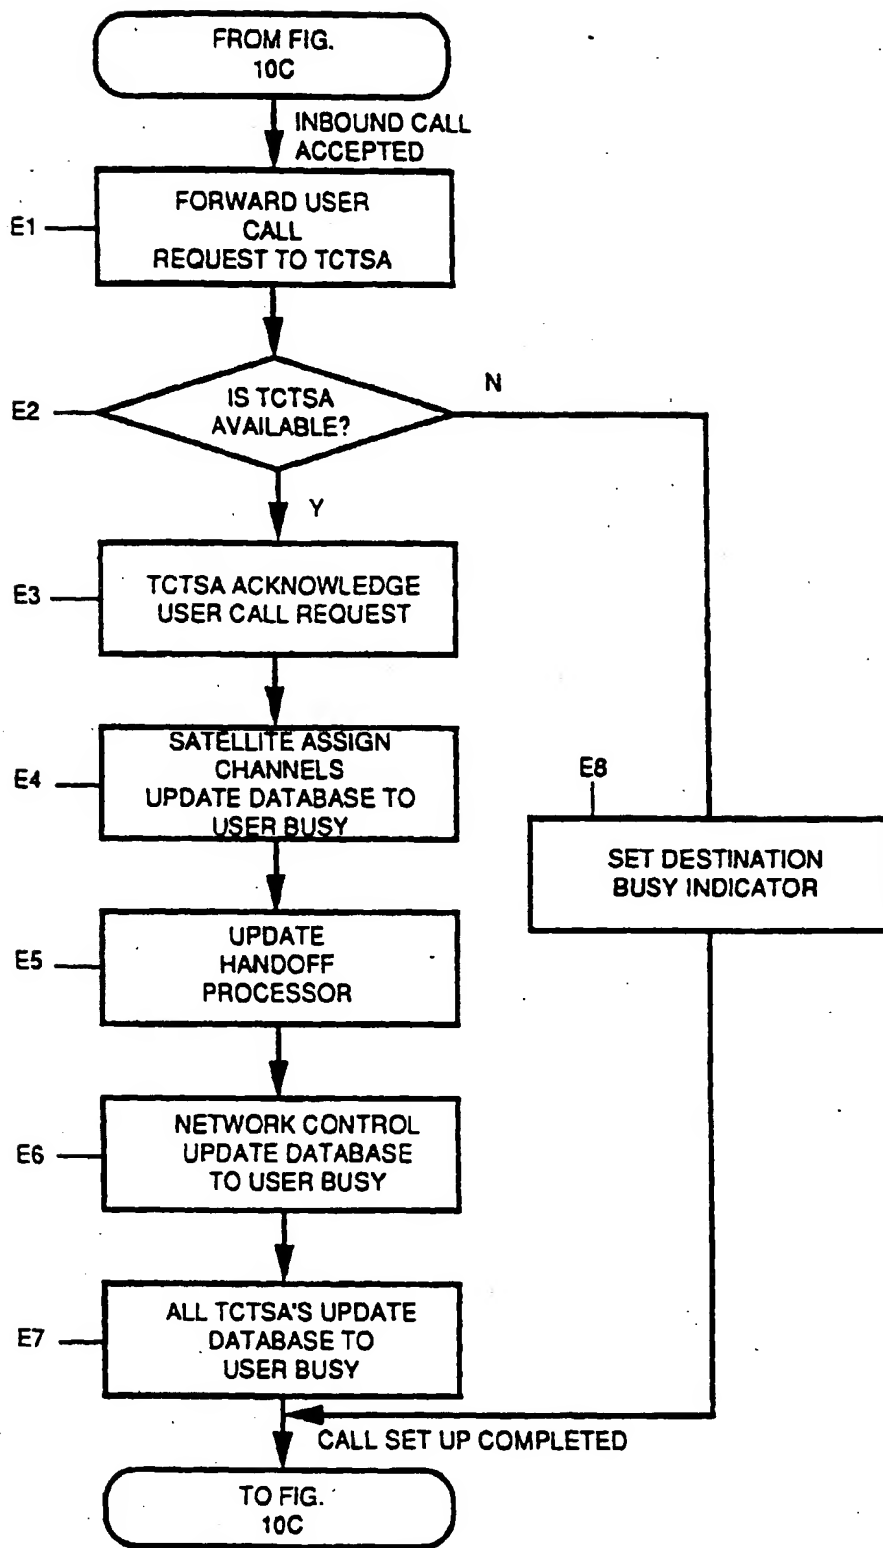 FROM FIG.
10C
INBOUND CALL
ACCEPTED
E1
FORWARD USER
CALL
REQUEST TO TCTSA
E2
IS TCTSA
AVAILABLE?
N
Y
E3
TCTSA ACKNOWLEDGE
USER CALL REQUEST
E4
SATELLITE ASSIGN
CHANNELS
UPDATE DATABASE TO
USER BUSY
E8
SET DESTINATION
BUSY INDICATOR
E5
UPDATE
HANDOFF
PROCESSOR
E6
NETWORK CONTROL
UPDATE DATABASE
TO USER BUSY
E7
ALL TCTSA'S UPDATE
DATABASE TO
USER BUSY
CALL SET UP COMPLETED
TO FIG.
10C